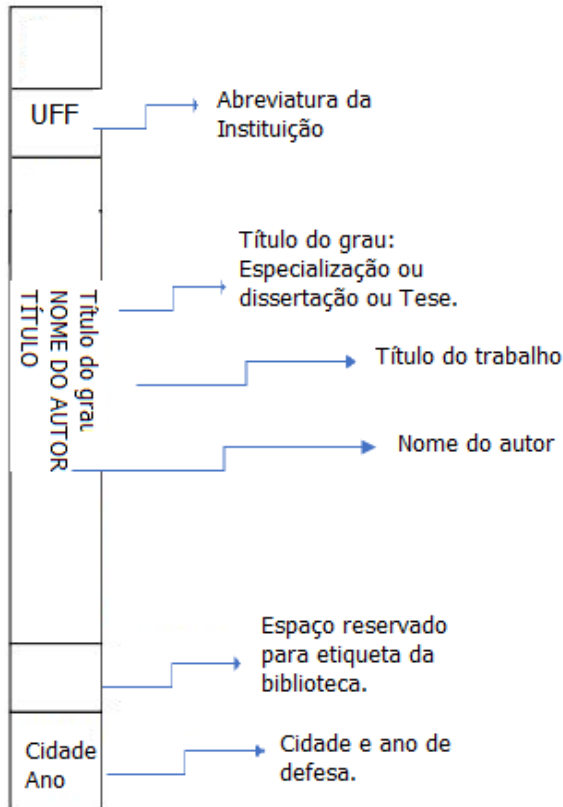 UFF
Abreviatura da
Instituição
Título do grau:
Especialização ou
dissertação ou Tese.
Título do grau
NOME DO AUTOR
TÍTULO
Título do trabalho
Nome do autor
Espaço reservado
para etiqueta da
biblioteca.
Cidade
Ano
Cidade e ano de
defesa.